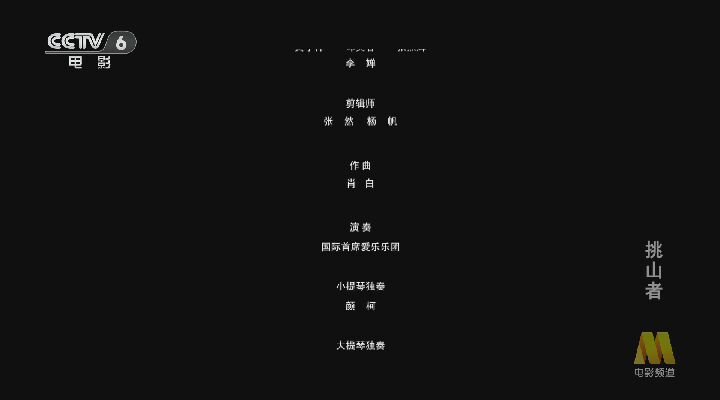 CCTV 6
电影
李 婵
剪辑师
张 然 杨 帆
作曲
肖 白
演奏
国际首席爱乐乐团
小提琴独奏
颜 柯
大提琴独奏
挑山者
电影频道